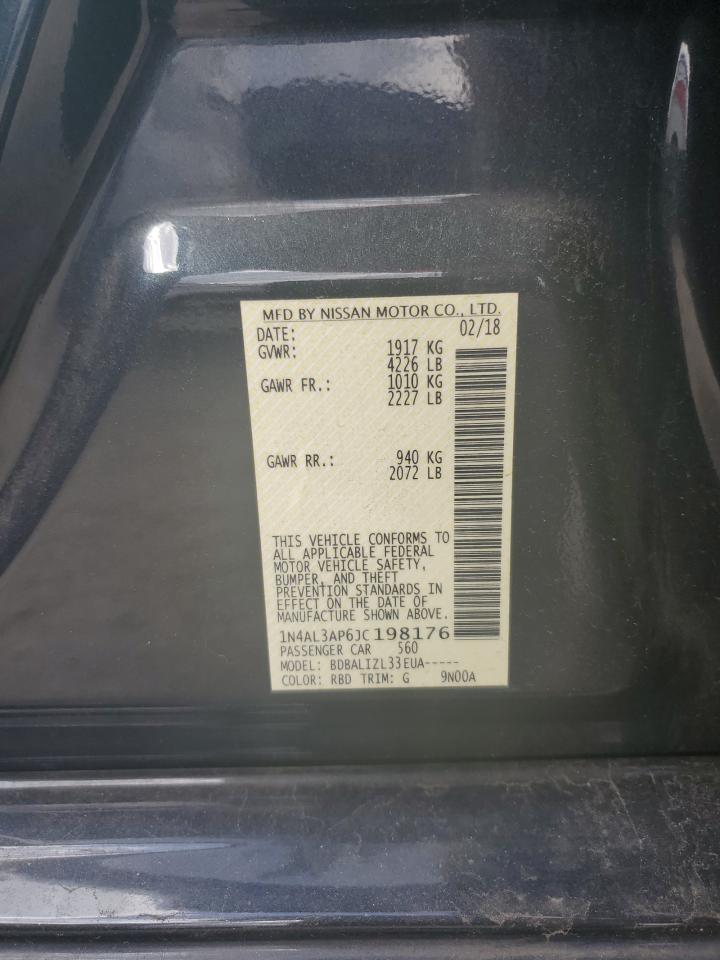 MFD BY NISSAN MOTOR CO., LTD.
DATE: 02/18
GVWR: 1917 KG
4226 LB
GAWR FR.: 1010 KG
2227 LB
GAWR RR.: 940 KG
2072 LB
THIS VEHICLE CONFORMS TO
ALL APPLICABLE FEDERAL
MOTOR VEHICLE SAFETY,
BUMPER, AND THEFT
PREVENTION STANDARDS IN
EFFECT ON THE DATE OF
MANUFACTURE SHOWN ABOVE.
1N4AL3AP6JC198176
PASSENGER CAR 560
MODEL: BDBALIZL33EUA-----
COLOR: RBD TRIM: G 9N00A